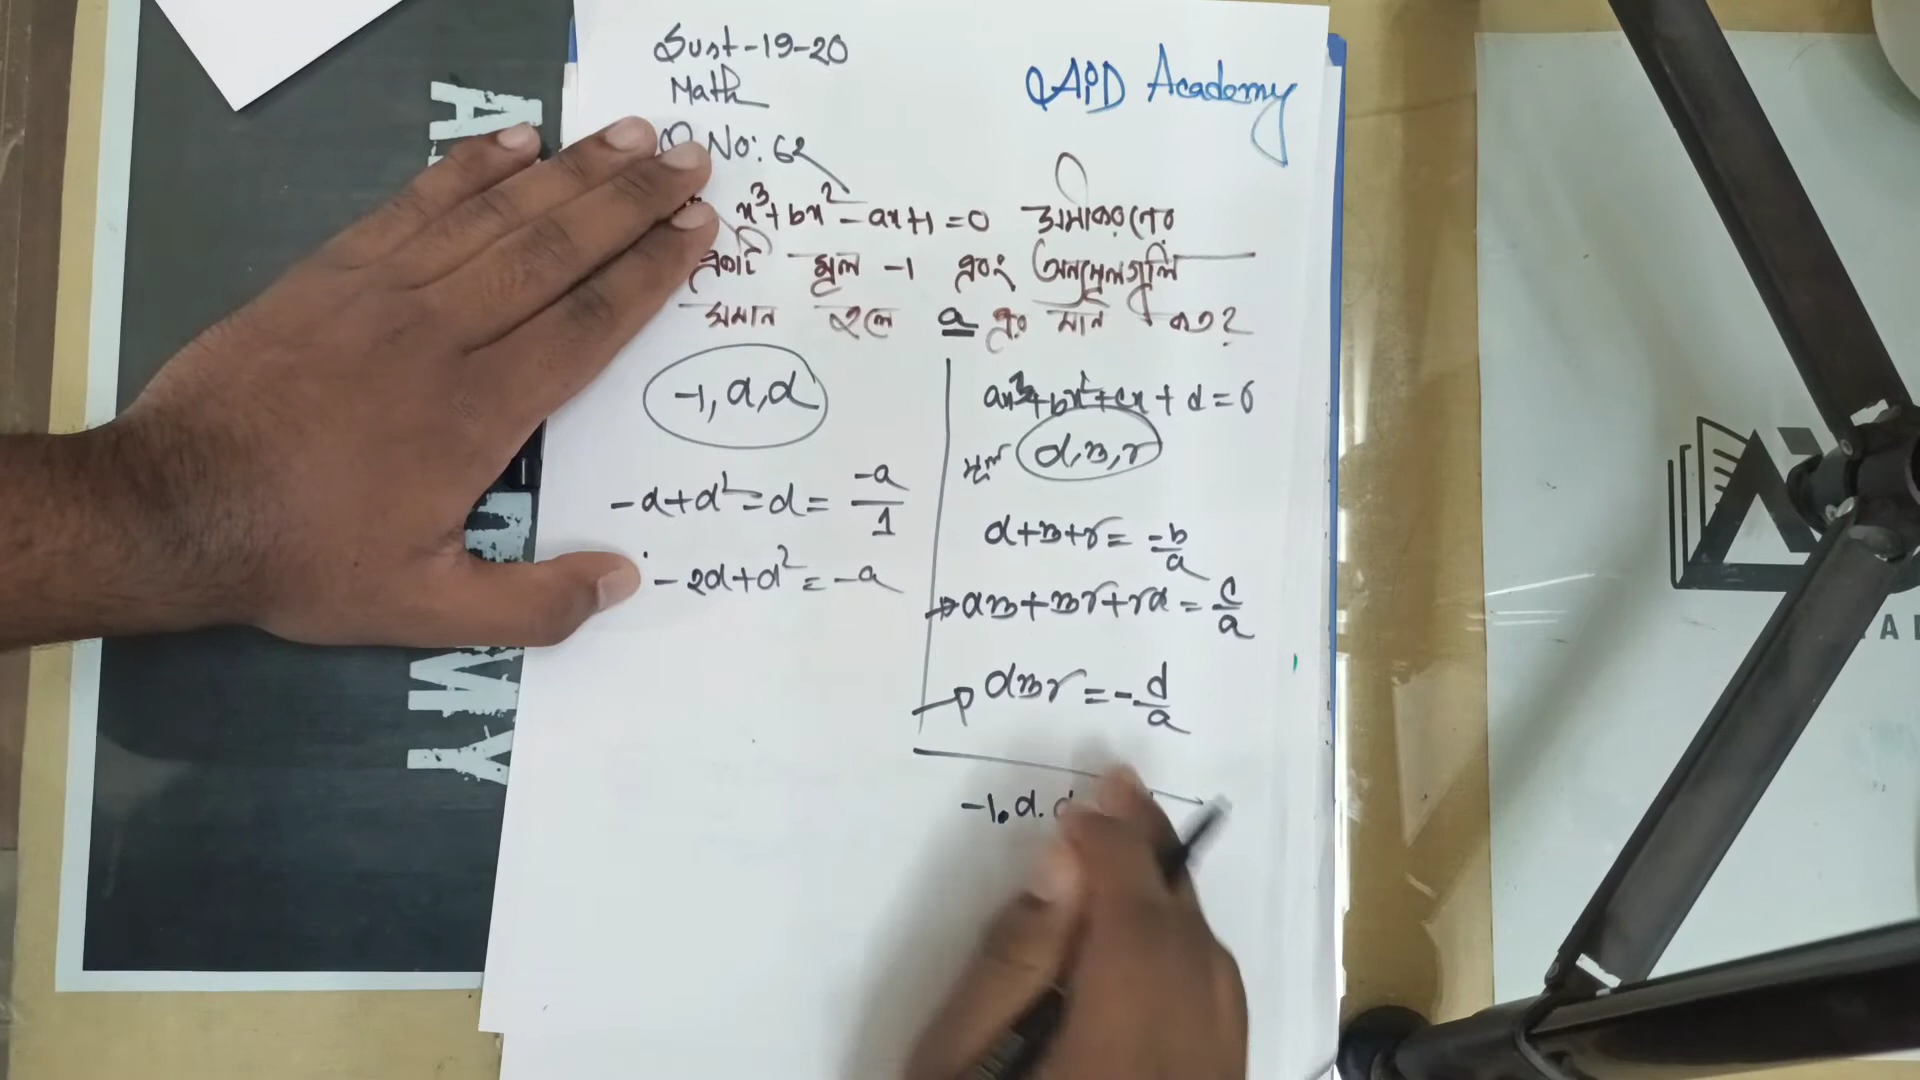 Sust-19-20
Math
QAPD Academy
Q No: 62
x³+bx²-ax+1=0 সমীকরণের
একটি মূল -1 এবং অন্যমূলগুলি
সমান হলে a এর মান কত?
-1, α, α
-α+α²-α = -a/1
-2α+α² = -a
ax³+bx²+cx+d=0
মূল α, β, γ
α+β+γ = -b/a
→ αβ+βγ+γα = c/a
→ αβγ = -d/a
-1.α.